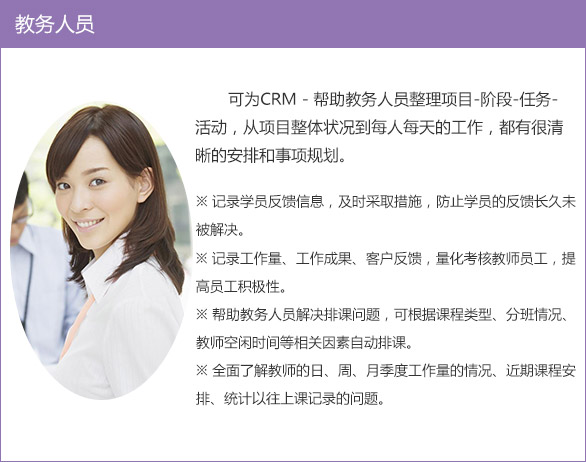 教务人员
可为CRM - 帮助教务人员整理项目-阶段-任务-
活动，从项目整体状况到每人每天的工作，都有很清
晰的安排和事项规划。
※ 记录学员反馈信息，及时采取措施，防止学员的反馈长久未
被解决。
※ 记录工作量、工作成果、客户反馈，量化考核教师员工，提
高员工积极性。
※ 帮助教务人员解决排课问题，可根据课程类型、分班情况、
教师空闲时间等相关因素自动排课。
※ 全面了解教师的日、周、月季度工作量的情况、近期课程安
排、统计以往上课记录的问题。